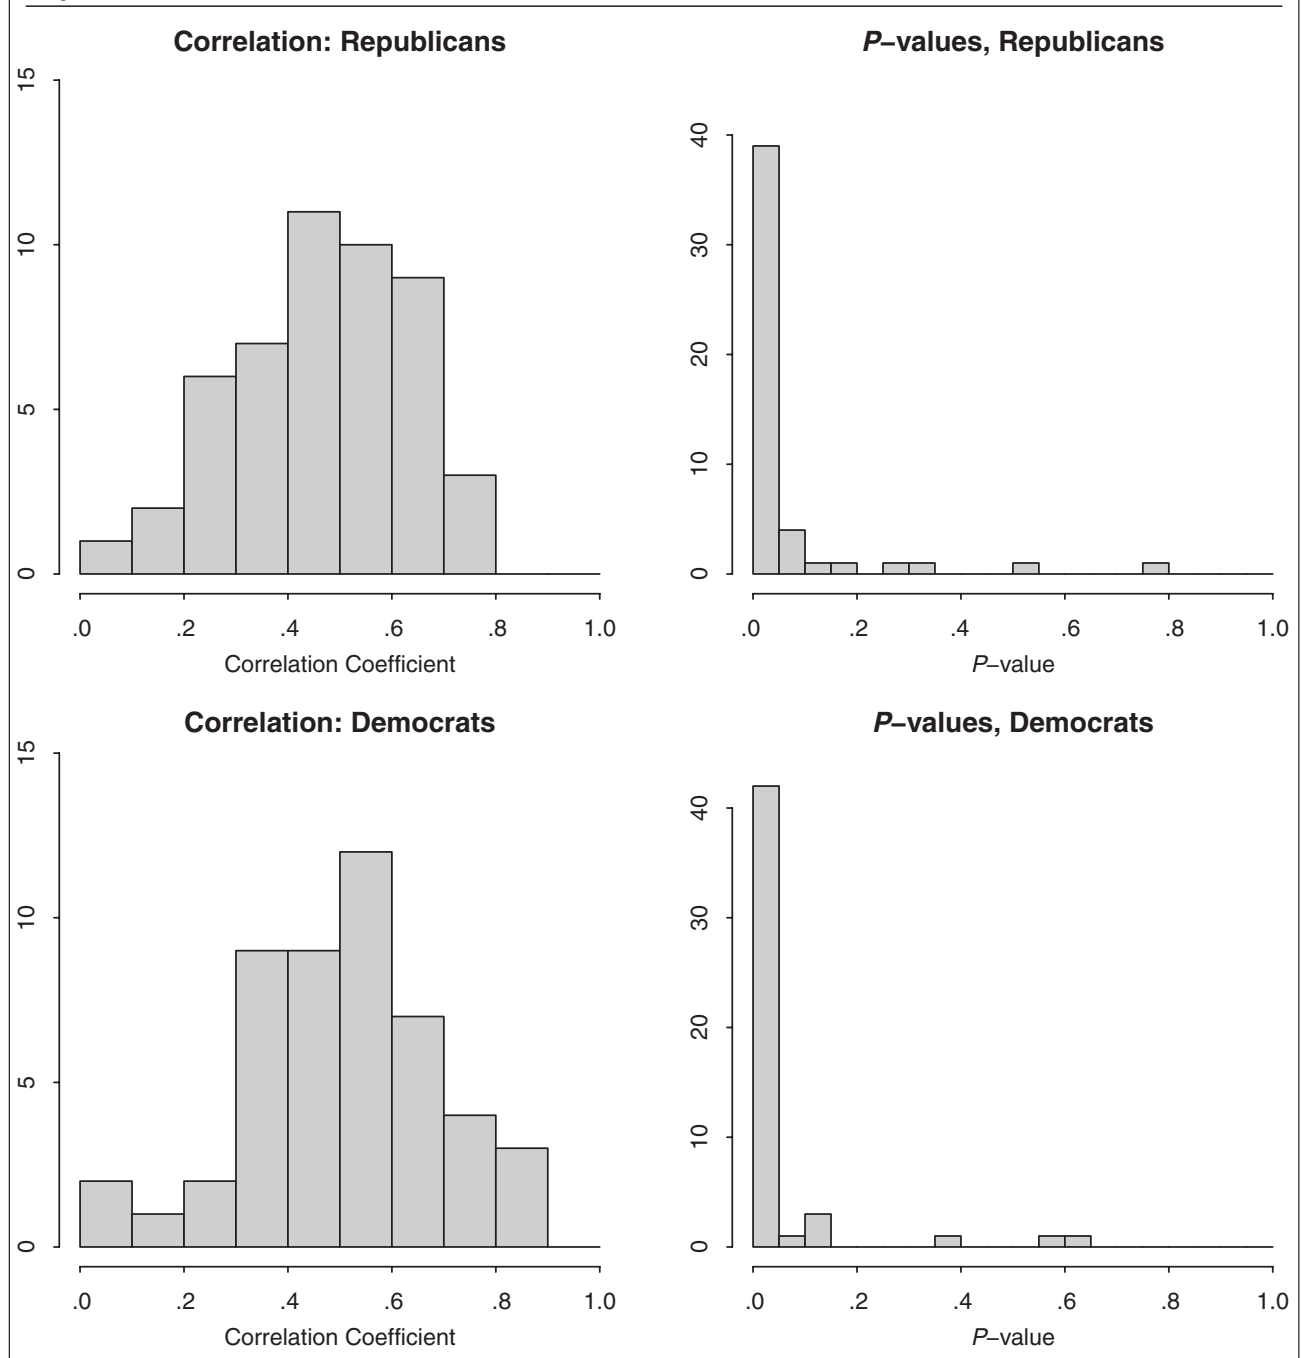 Correlation: Republicans
15
10
5
0
.0 .2 .4 .6 .8 1.0
Correlation Coefficient
P–values, Republicans
40
30
20
10
0
.0 .2 .4 .6 .8 1.0
P–value
Correlation: Democrats
15
10
5
0
.0 .2 .4 .6 .8 1.0
Correlation Coefficient
P–values, Democrats
40
30
20
10
0
.0 .2 .4 .6 .8 1.0
P–value